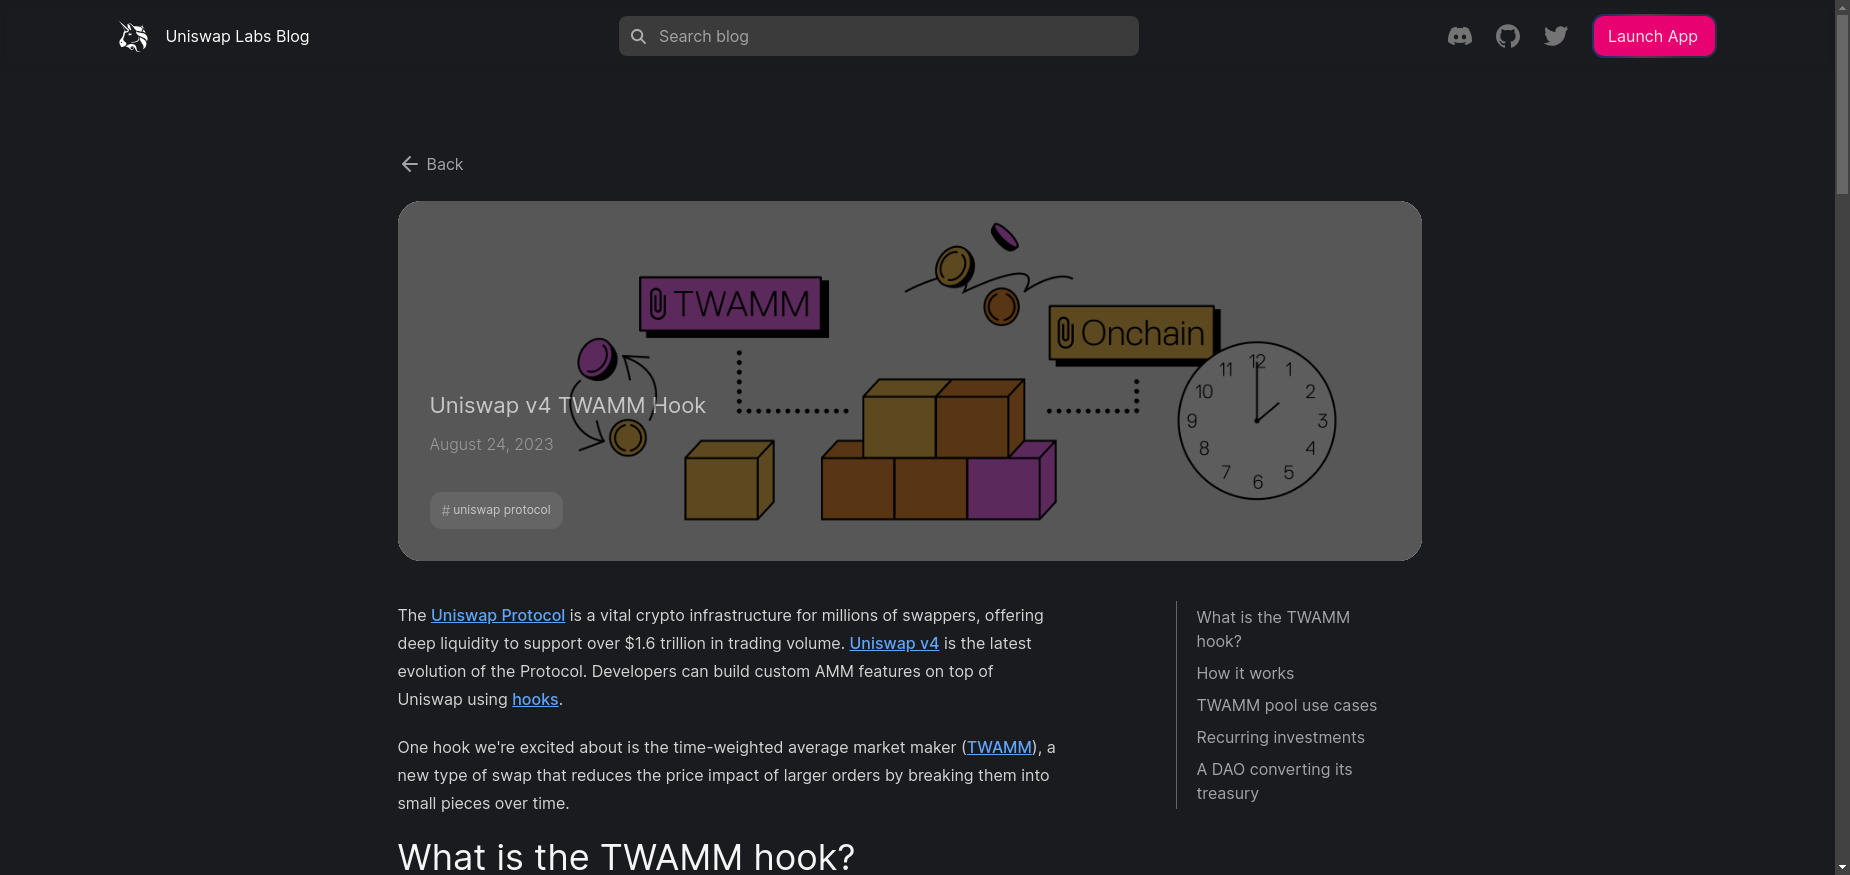 Uniswap Labs Blog
Search blog
Launch App
Back
TWAMM
Onchain
12
11
1
10
2
9
3
8
4
7
5
6
Uniswap v4 TWAMM Hook
August 24, 2023
# uniswap protocol
The Uniswap Protocol is a vital crypto infrastructure for millions of swappers, offering
deep liquidity to support over $1.6 trillion in trading volume. Uniswap v4 is the latest
evolution of the Protocol. Developers can build custom AMM features on top of
Uniswap using hooks.
One hook we're excited about is the time-weighted average market maker (TWAMM), a
new type of swap that reduces the price impact of larger orders by breaking them into
small pieces over time.
What is the TWAMM hook?
What is the TWAMM
hook?
How it works
TWAMM pool use cases
Recurring investments
A DAO converting its
treasury